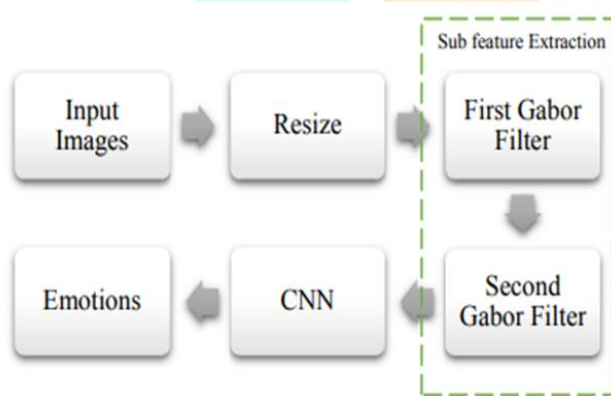 Sub feature Extraction
Input
Images
Resize
First Gabor
Filter
Second
Gabor Filter
CNN
Emotions